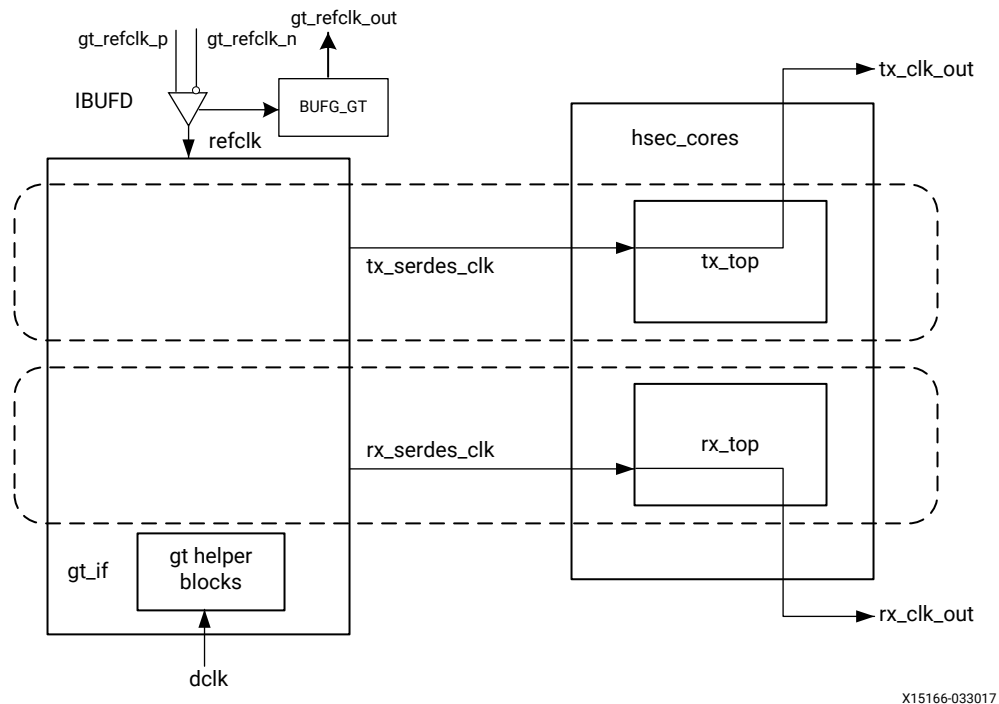 gt_refclk_out
gt_refclk_p
gt_refclk_n
IBUFD
BUFG_GT
refclk
tx_clk_out
hsec_cores
tx_serdes_clk
tx_top
rx_serdes_clk
rx_top
gt_if
gt helper
blocks
rx_clk_out
dclk
X15166-033017